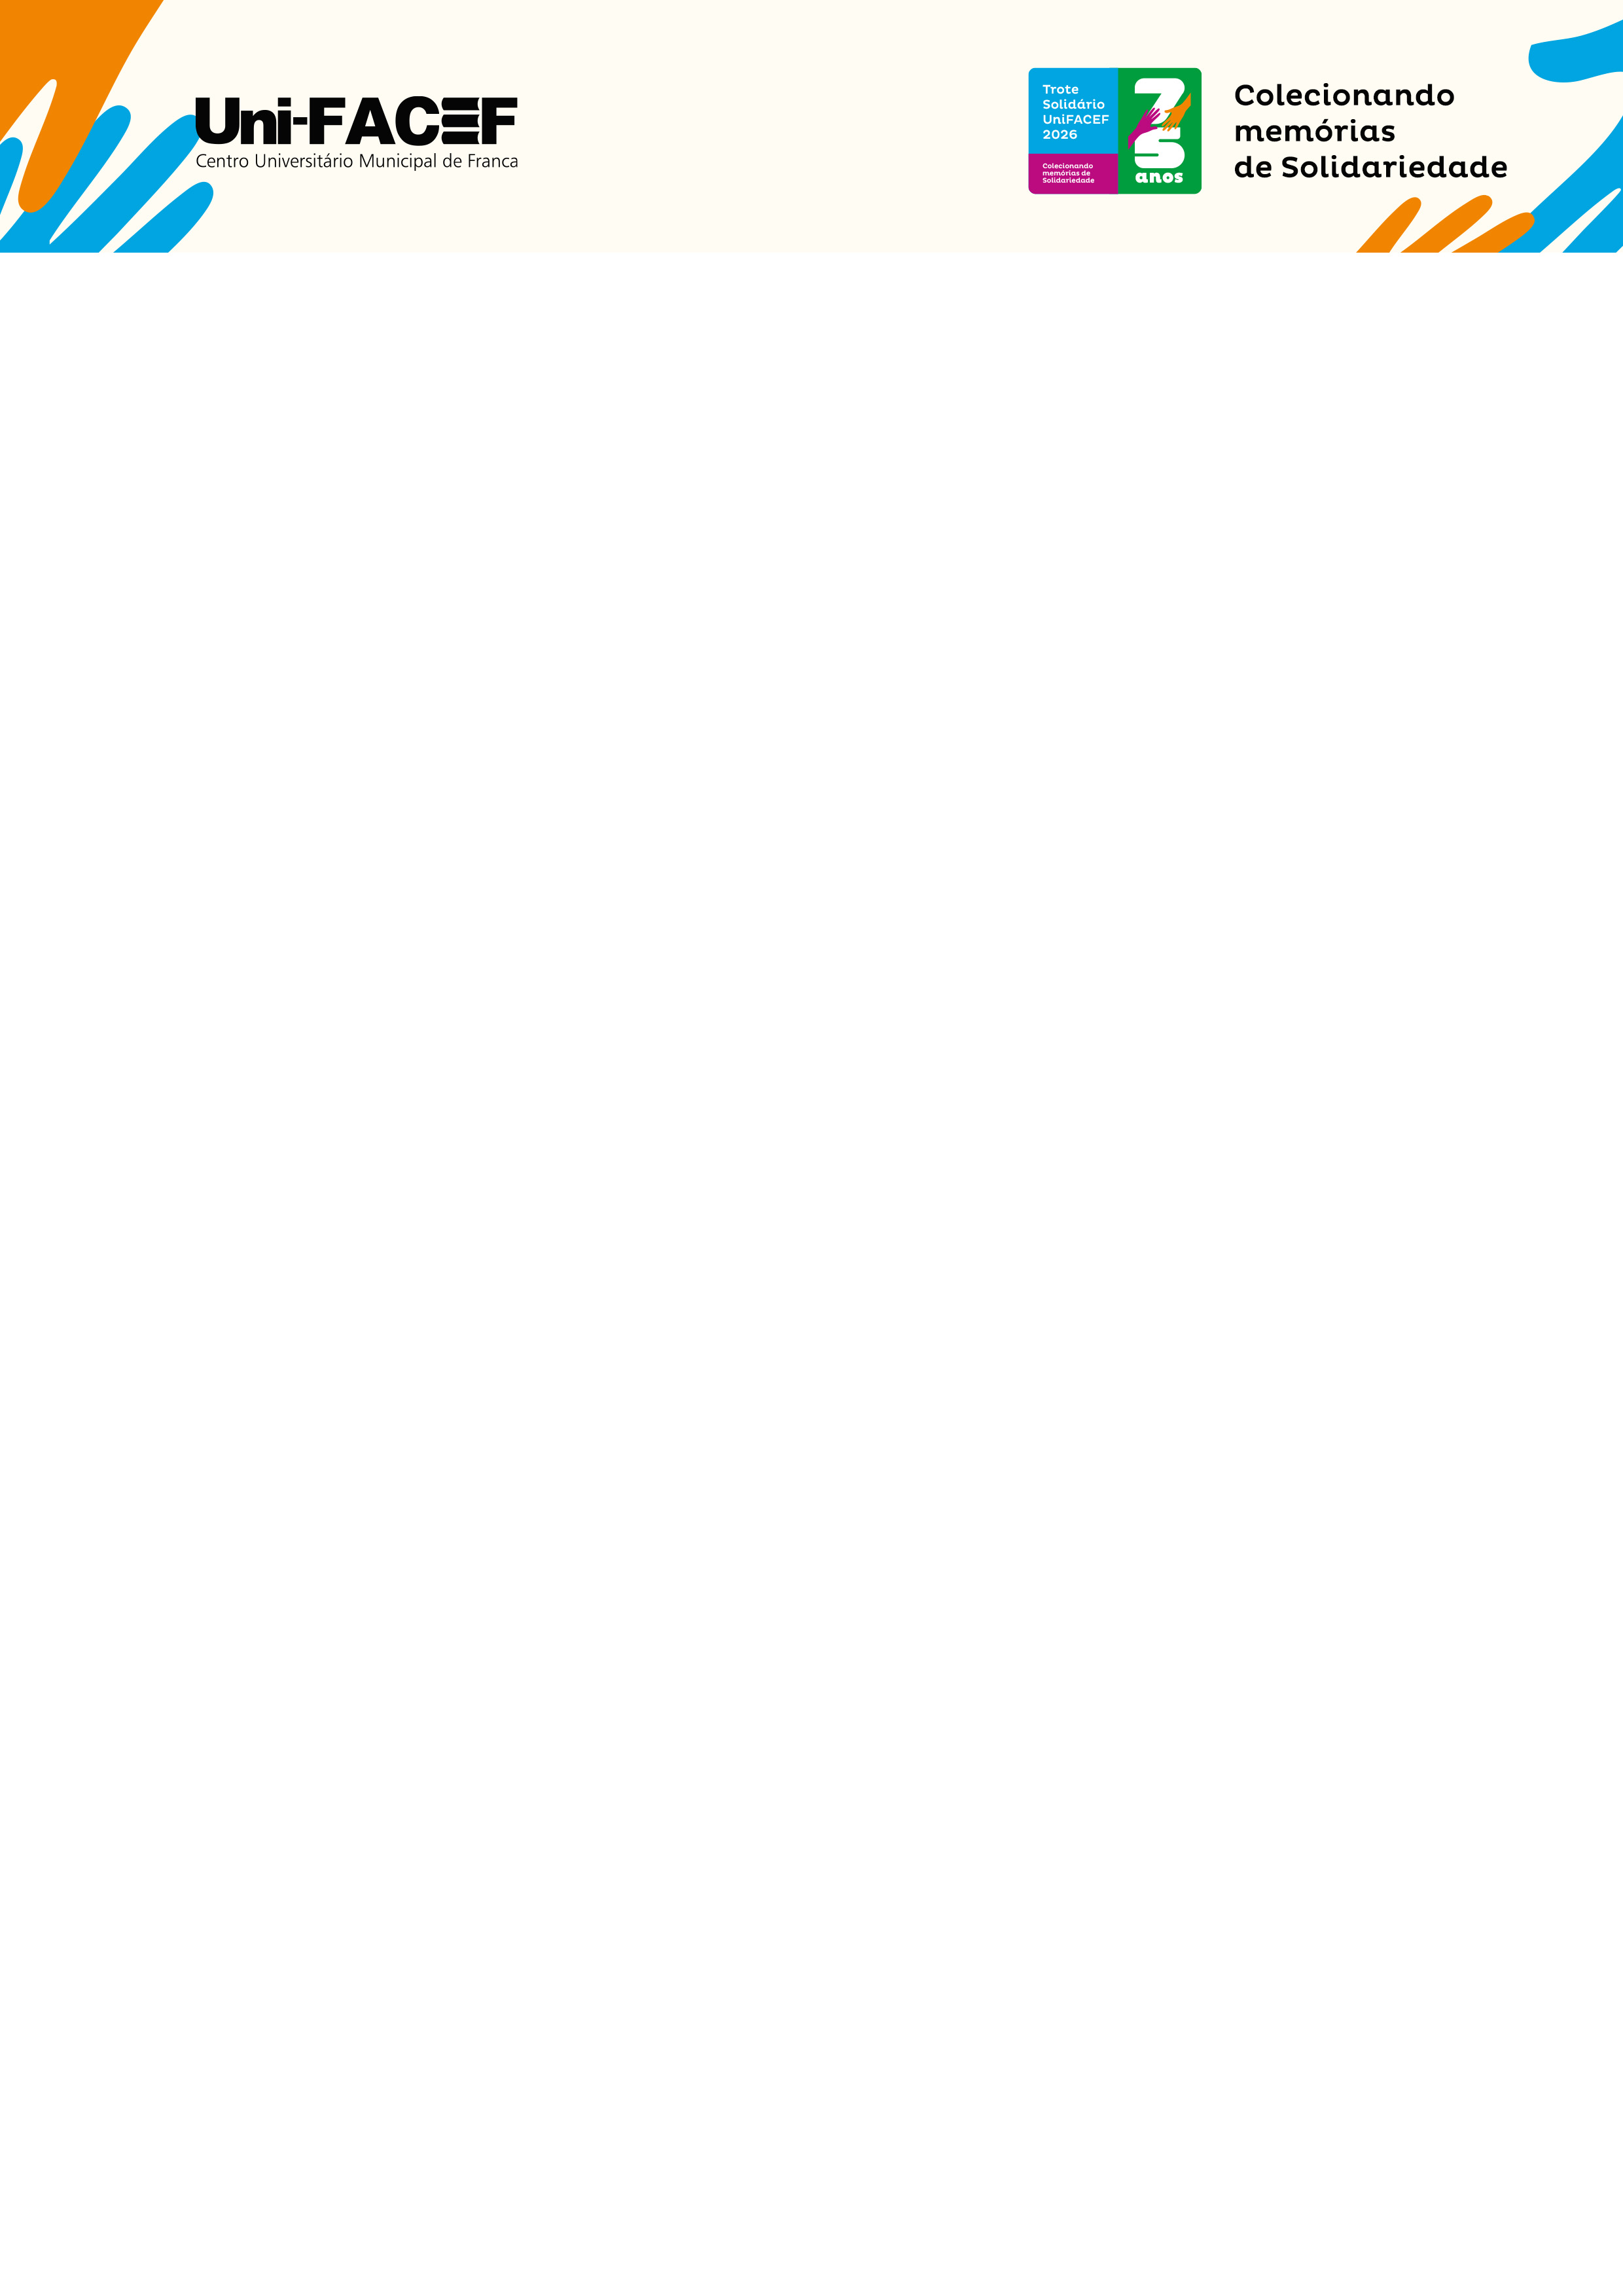 Uni-FACEF
Centro Universitário Municipal de Franca
Trote
Solidário
UniFACEF
2026
Colecionando
memórias de
Solidariedade
75
anos
Colecionando
memórias
de Solidariedade